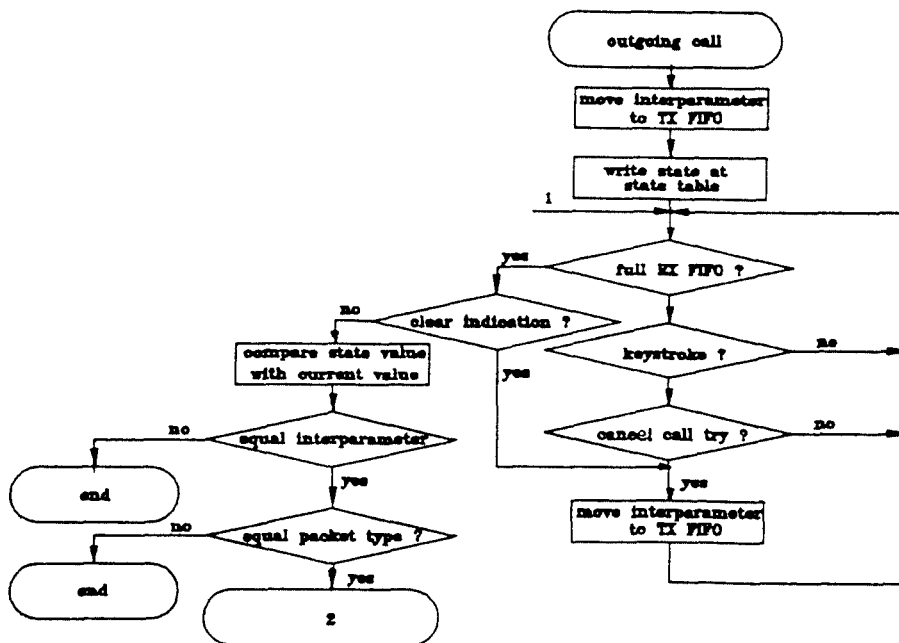 outgoing call
move interparameter
to TX FIFO
write state at
state table
1
yes
full RX FIFO ?
no
clear indication ?
compare state value
with current value
keystroke ?
no
yes
no
equal interparameter
cancel call try ?
no
end
yes
yes
move interparameter
to TX FIFO
no
equal packet type ?
end
yes
2